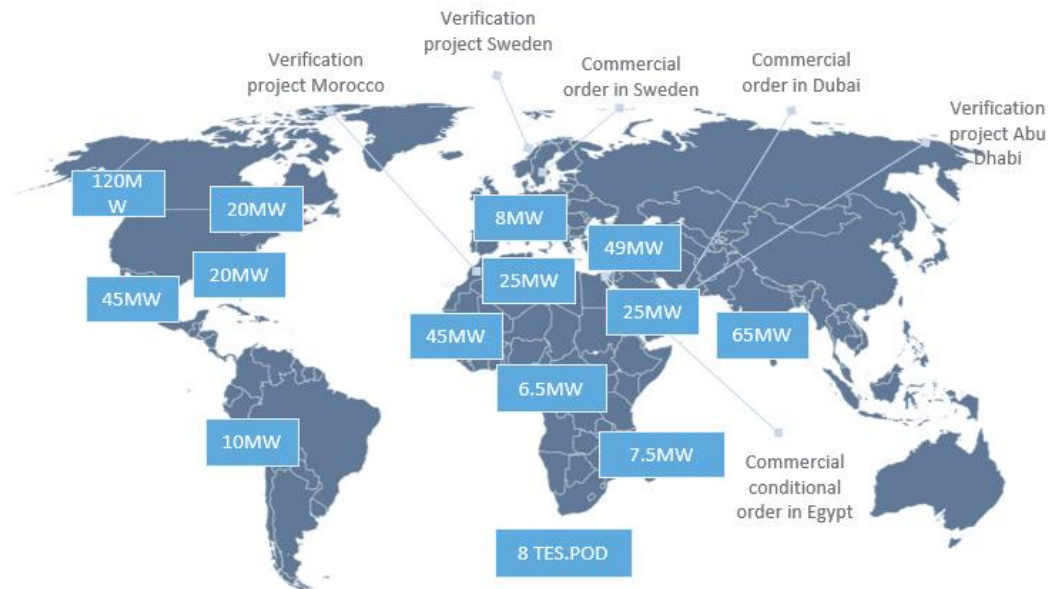 Verification
project Sweden
Verification
project Morocco
Commercial
order in Sweden
Commercial
order in Dubai
Verification
project Abu
Dhabi
120M
W
20MW
8MW
49MW
20MW
45MW
25MW
25MW
45MW
65MW
6.5MW
10MW
7.5MW
Commercial
conditional
order in Egypt
8 TES.POD